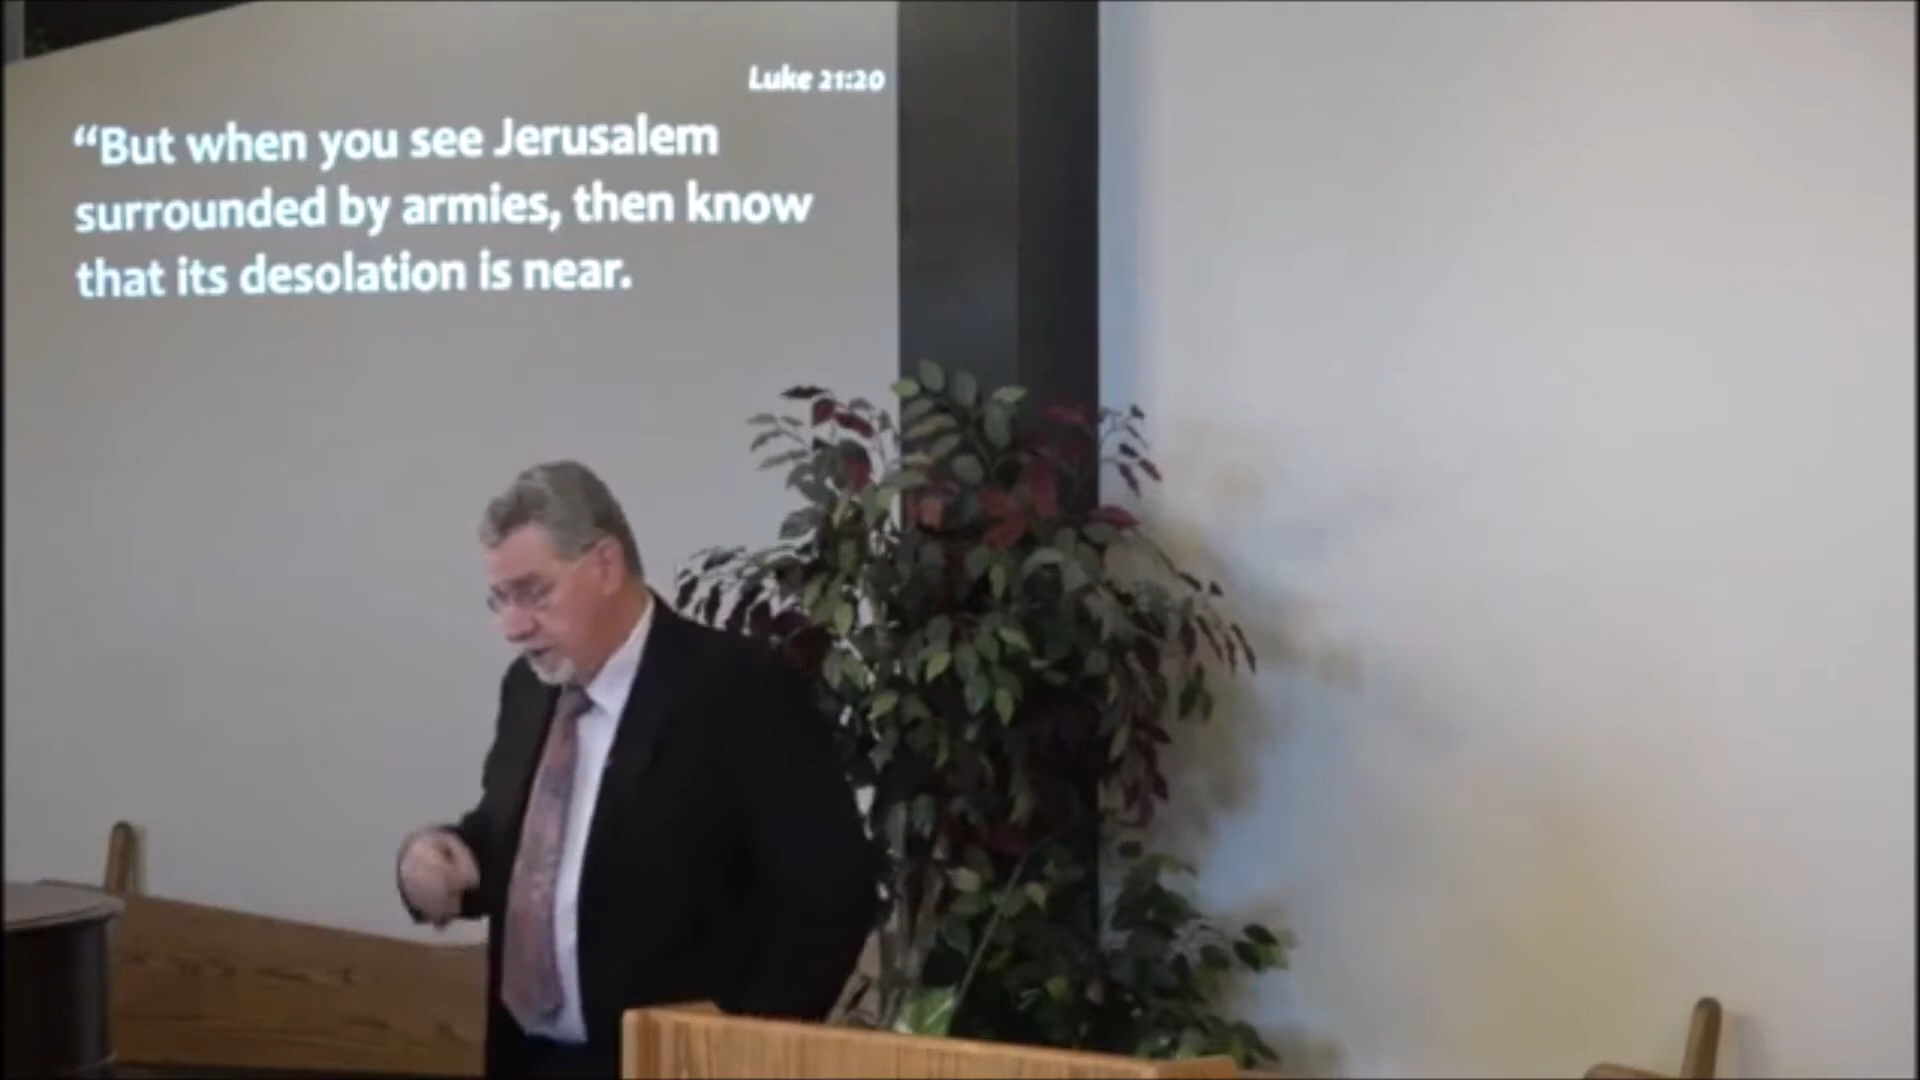 Luke 21:20
“But when you see Jerusalem
surrounded by armies, then know
that its desolation is near.